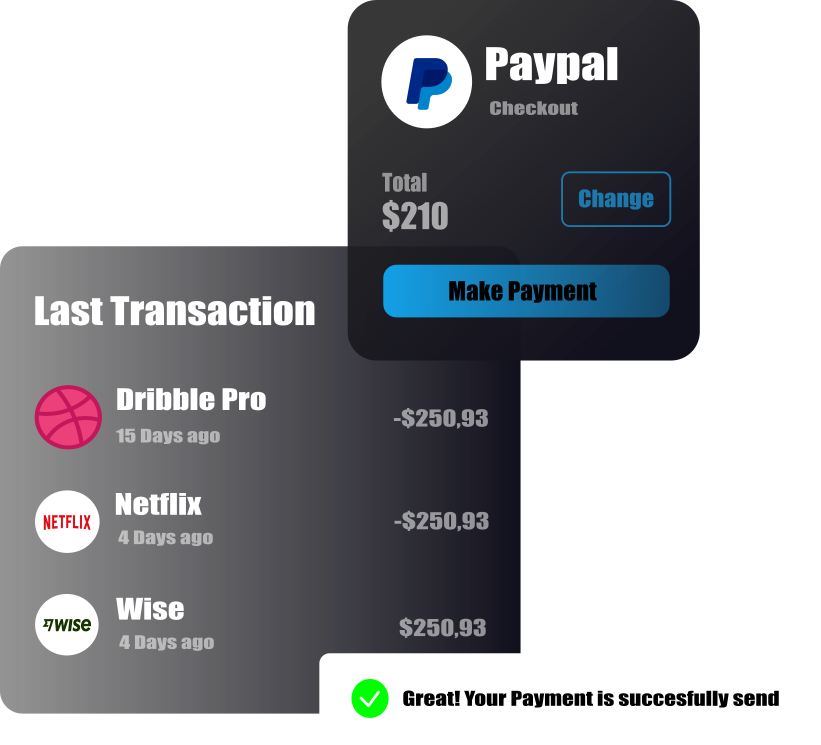 Paypal
Checkout
Total
$210
Change
Make Payment
Last Transaction
Dribble Pro
15 Days ago
-$250,93
NETFLIX
Netflix
4 Days ago
-$250,93
7WISE
Wise
4 Days ago
$250,93
Great! Your Payment is succesfully send